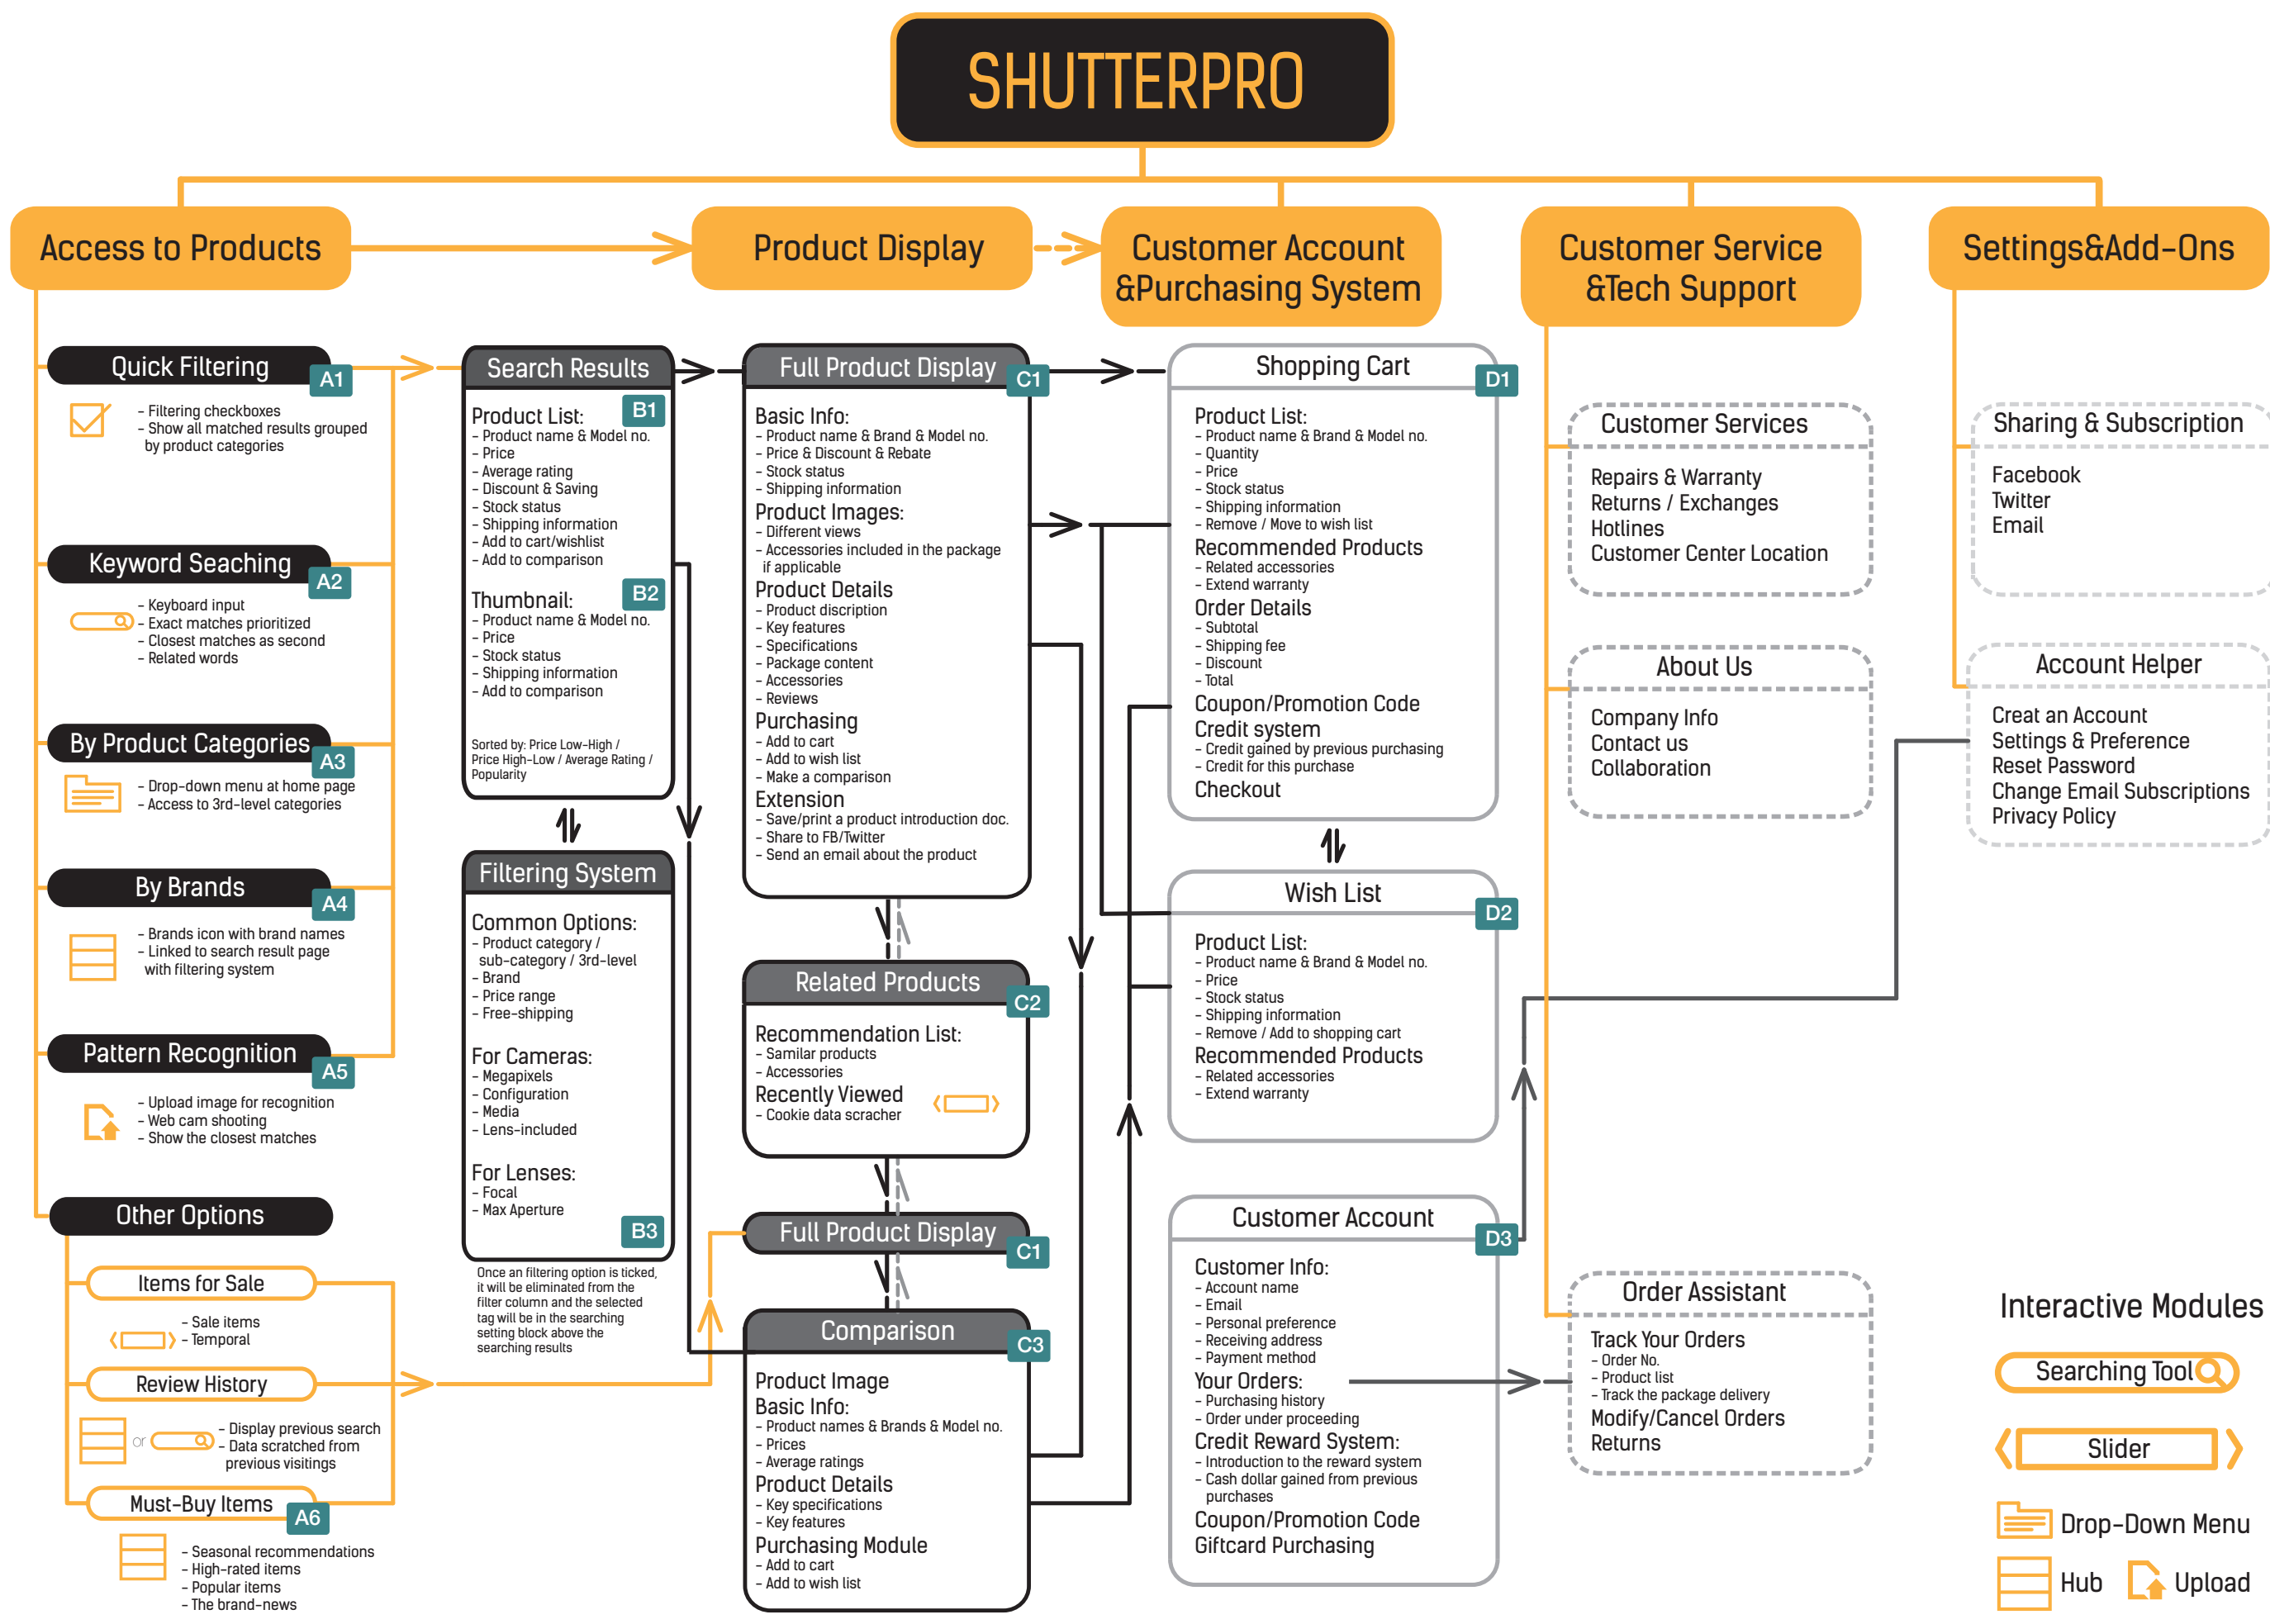 SHUTTERPRO
Access to Products
Product Display
Customer Account
&Purchasing System
Customer Service
&Tech Support
Settings&Add-Ons
Quick Filtering
A1
- Filtering checkboxes
- Show all matched results grouped
by product categories
Keyword Seaching
A2
- Keyboard input
- Exact matches prioritized
- Closest matches as second
- Related words
By Product Categories
A3
- Drop-down menu at home page
- Access to 3rd-level categories
By Brands
A4
- Brands icon with brand names
- Linked to search result page
with filtering system
Pattern Recognition
A5
- Upload image for recognition
- Web cam shooting
- Show the closest matches
Other Options
Items for Sale
- Sale items
- Temporal
Review History
or
- Display previous search
- Data scratched from
previous visitings
Must-Buy Items
A6
- Seasonal recommendations
- High-rated items
- Popular items
- The brand-news
Search Results
B1
Product List:
- Product name & Model no.
- Price
- Average rating
- Discount & Saving
- Stock status
- Shipping information
- Add to cart/wishlist
- Add to comparison
B2
Thumbnail:
- Product name & Model no.
- Price
- Stock status
- Shipping information
- Add to comparison
Sorted by: Price Low-High /
Price High-Low / Average Rating /
Popularity
Filtering System
Common Options:
- Product category /
sub-category / 3rd-level
- Brand
- Price range
- Free-shipping
For Cameras:
- Megapixels
- Configuration
- Media
- Lens-included
For Lenses:
- Focal
- Max Aperture
B3
Once an filtering option is ticked,
it will be eliminated from the
filter column and the selected
tag will be in the searching
setting block above the
searching results
Full Product Display
C1
Basic Info:
- Product name & Brand & Model no.
- Price & Discount & Rebate
- Stock status
- Shipping information
Product Images:
- Different views
- Accessories included in the package
if applicable
Product Details
- Product discription
- Key features
- Specifications
- Package content
- Accessories
- Reviews
Purchasing
- Add to cart
- Add to wish list
- Make a comparison
Extension
- Save/print a product introduction doc.
- Share to FB/Twitter
- Send an email about the product
Related Products
C2
Recommendation List:
- Samilar products
- Accessories
Recently Viewed
- Cookie data scracher
Full Product Display
C1
Comparison
C3
Product Image
Basic Info:
- Product names & Brands & Model no.
- Prices
- Average ratings
Product Details
- Key specifications
- Key features
Purchasing Module
- Add to cart
- Add to wish list
Shopping Cart
D1
Product List:
- Product name & Brand & Model no.
- Quantity
- Price
- Stock status
- Shipping information
- Remove / Move to wish list
Recommended Products
- Related accessories
- Extend warranty
Order Details
- Subtotal
- Shipping fee
- Discount
- Total
Coupon/Promotion Code
Credit system
- Credit gained by previous purchasing
- Credit for this purchase
Checkout
Wish List
D2
Product List:
- Product name & Brand & Model no.
- Price
- Stock status
- Shipping information
- Remove / Add to shopping cart
Recommended Products
- Related accessories
- Extend warranty
Customer Account
D3
Customer Info:
- Account name
- Email
- Personal preference
- Receiving address
- Payment method
Your Orders:
- Purchasing history
- Order under proceeding
Credit Reward System:
- Introduction to the reward system
- Cash dollar gained from previous
purchases
Coupon/Promotion Code
Giftcard Purchasing
Customer Services
Repairs & Warranty
Returns / Exchanges
Hotlines
Customer Center Location
About Us
Company Info
Contact us
Collaboration
Order Assistant
Track Your Orders
- Order No.
- Product list
- Track the package delivery
Modify/Cancel Orders
Returns
Sharing & Subscription
Facebook
Twitter
Email
Account Helper
Creat an Account
Settings & Preference
Reset Password
Change Email Subscriptions
Privacy Policy
Interactive Modules
Searching Tool
Slider
Drop-Down Menu
Hub
Upload